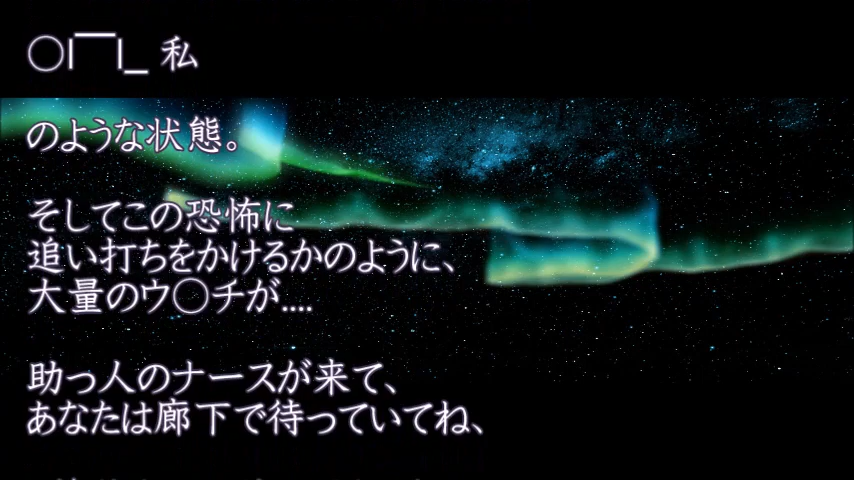 ○|￣|_ 私
のような状態。
そしてこの恐怖に
追い打ちをかけるかのように、
大量のウ○チが....
助っ人のナースが来て、
あなたは廊下で待っていてね、